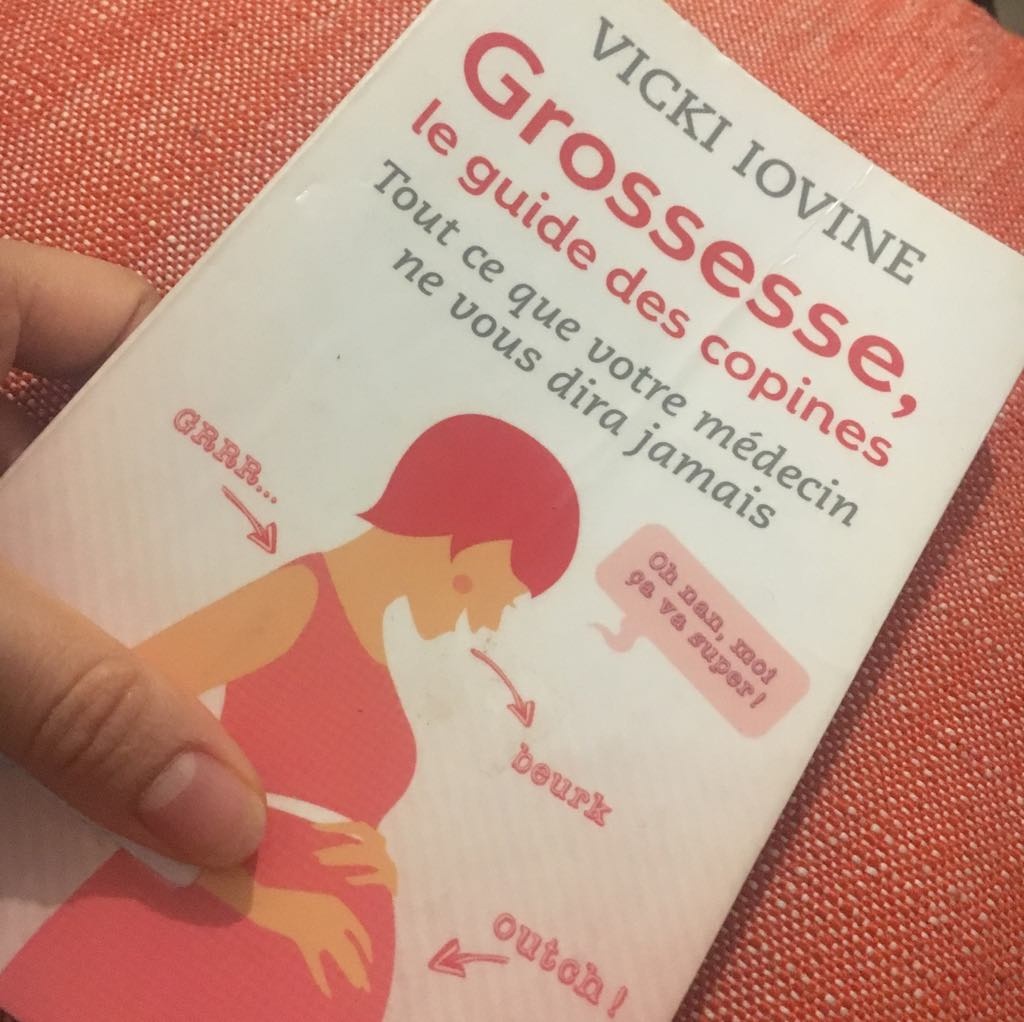 VICKI IOVINE
Grossesse,
le guide des copines
Tout ce que votre médecin
ne vous dira jamais
GRRR...
Oh nan, moi
ça va super !
beurk
outch !